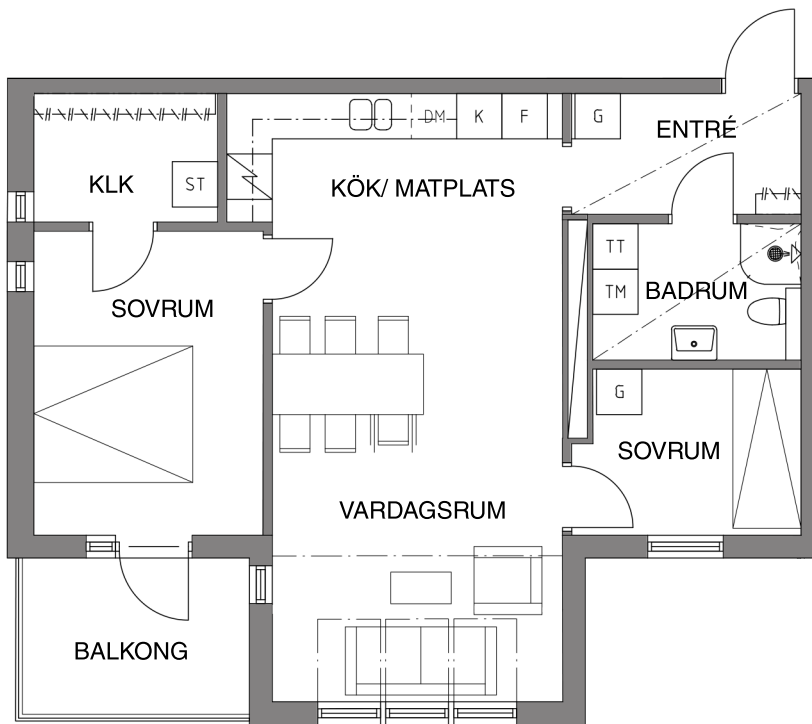 DM
K
F
G
ENTRÉ
KLK
ST
KÖK/ MATPLATS
TT
TM
BADRUM
SOVRUM
G
SOVRUM
VARDAGSRUM
BALKONG